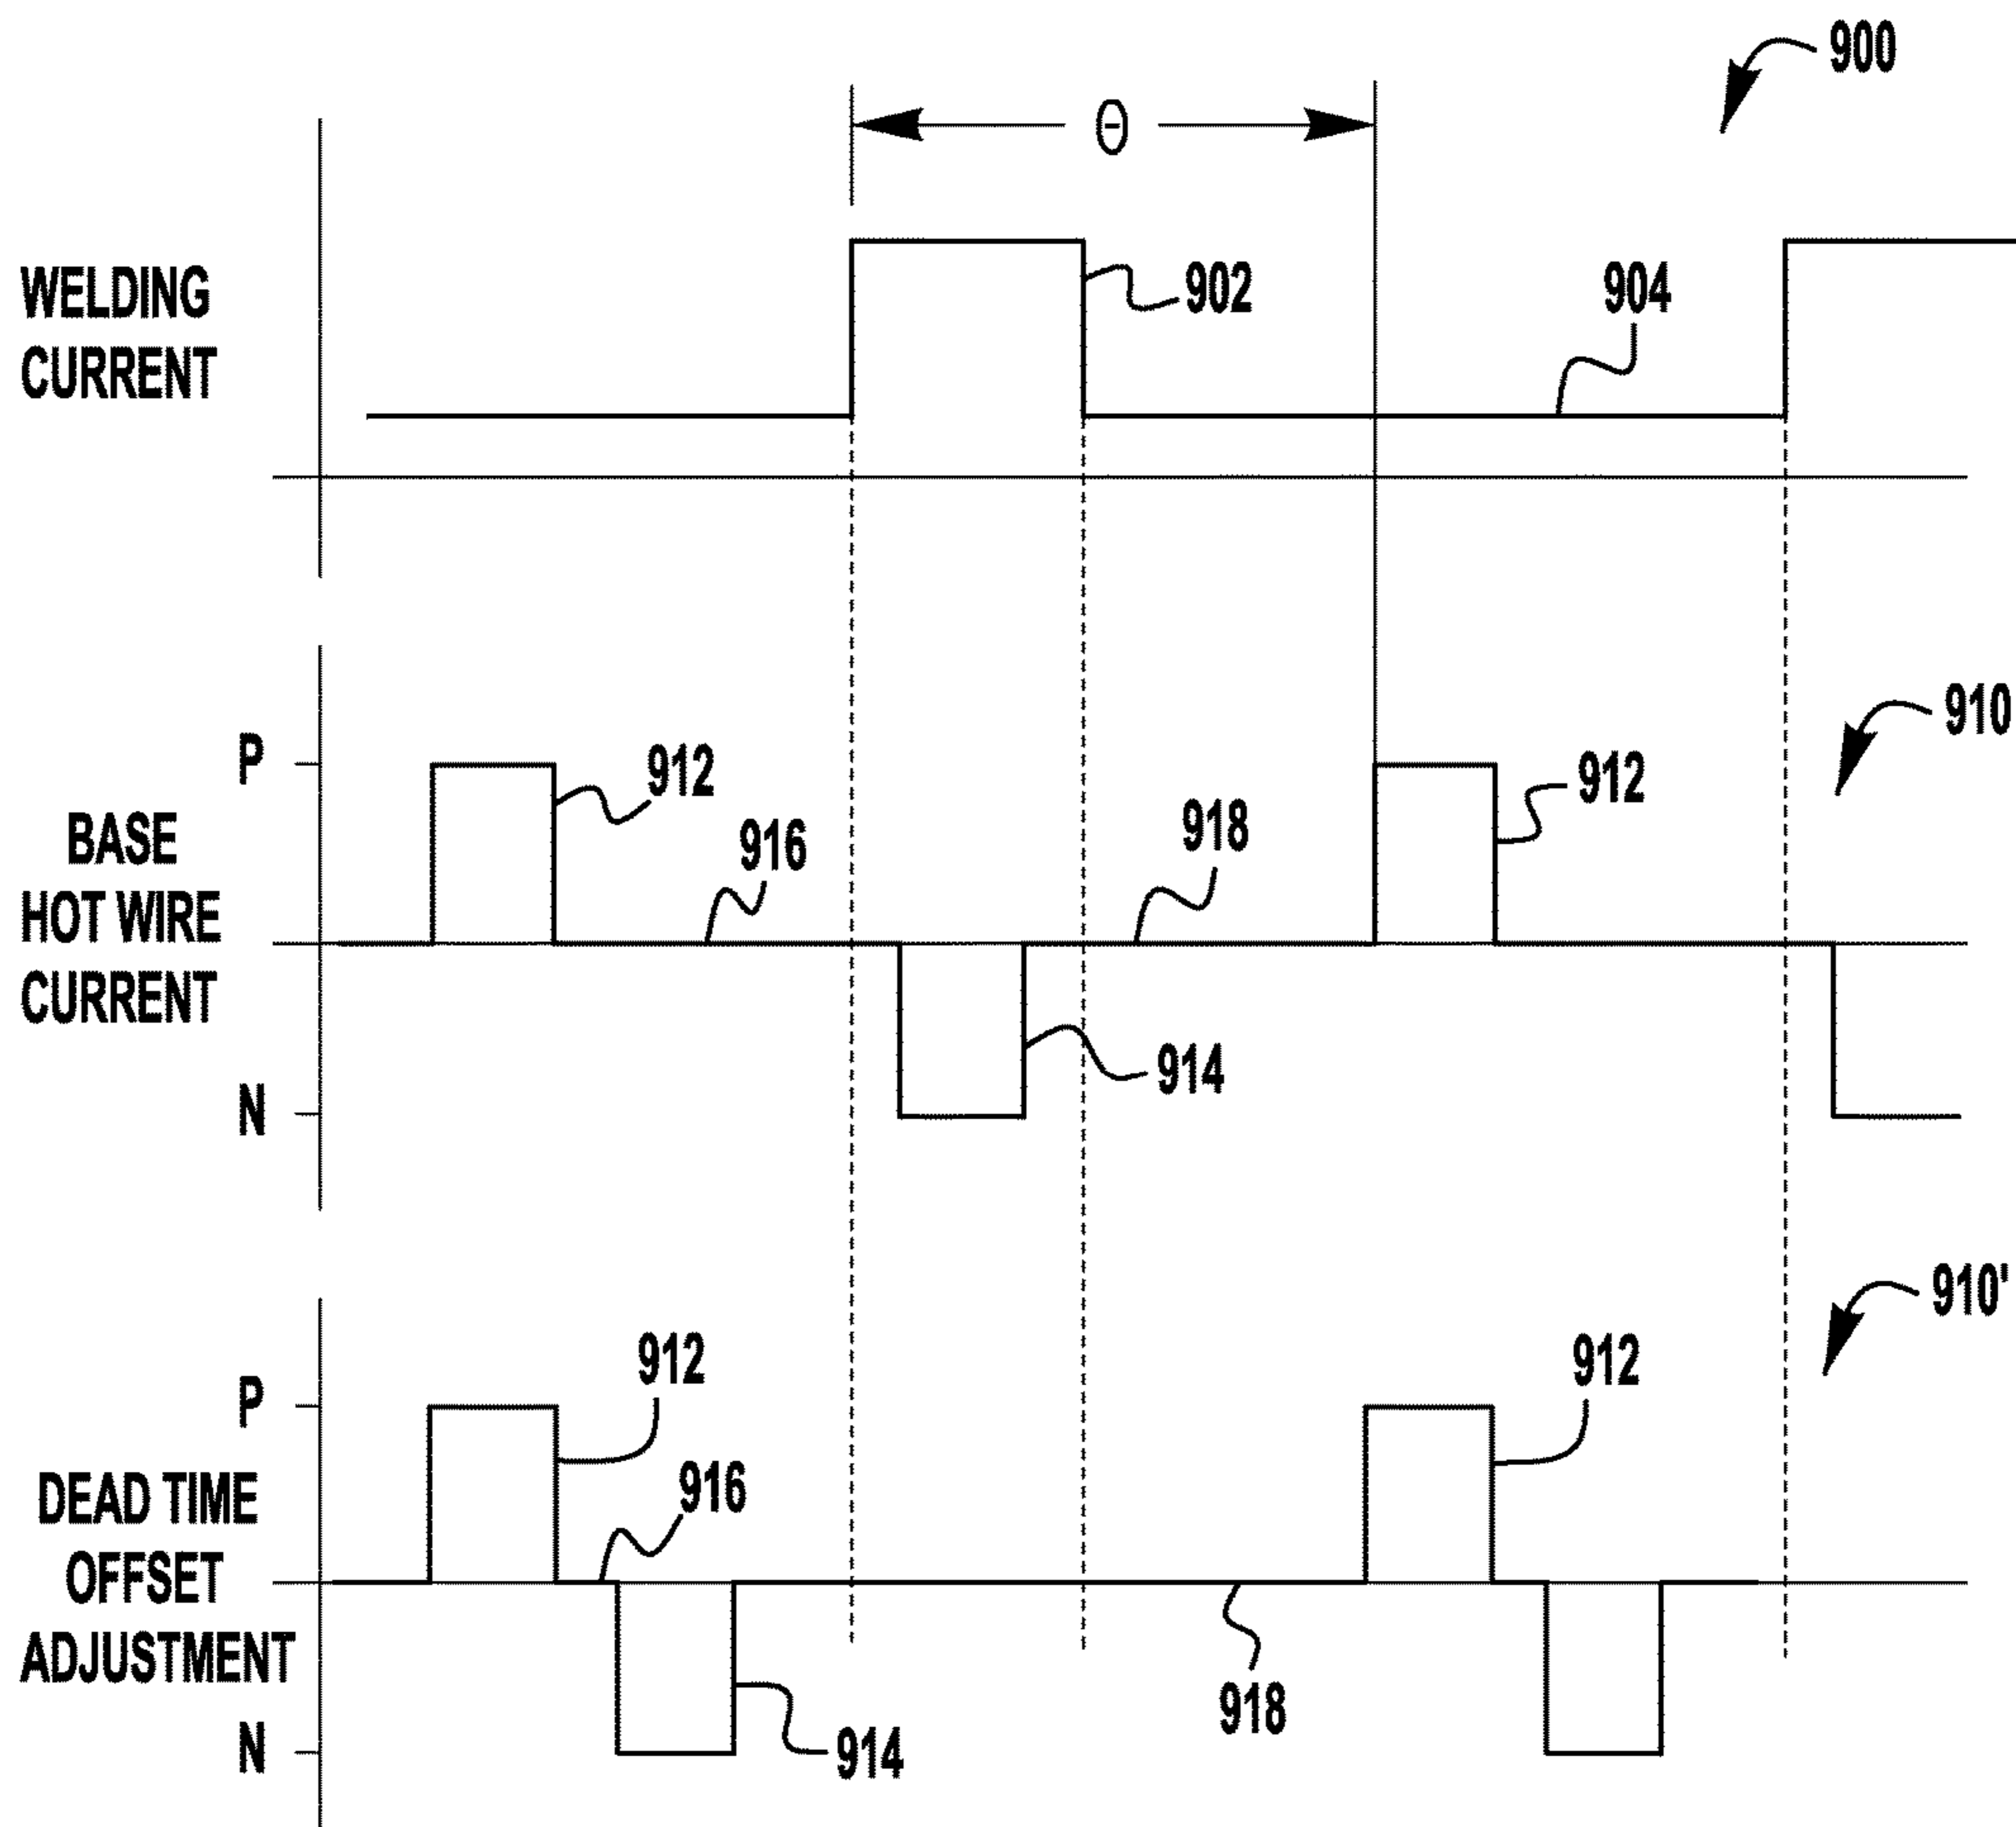 900
θ
WELDING
CURRENT
902
904
910
P
912
912
916
918
BASE
HOT WIRE
CURRENT
914
N
910'
912
912
P
916
DEAD TIME
OFFSET
ADJUSTMENT
918
N
914